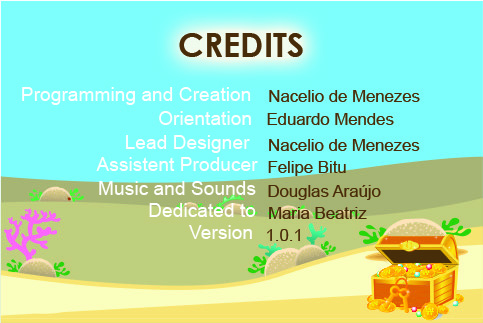 CREDITS
Programming and Creation Nacelio de Menezes
Orientation Eduardo Mendes
Lead Designer Nacelio de Menezes
Assistent Producer Felipe Bitu
Music and Sounds Douglas Araújo
Dedicated to Maria Beatriz
Version 1.0.1